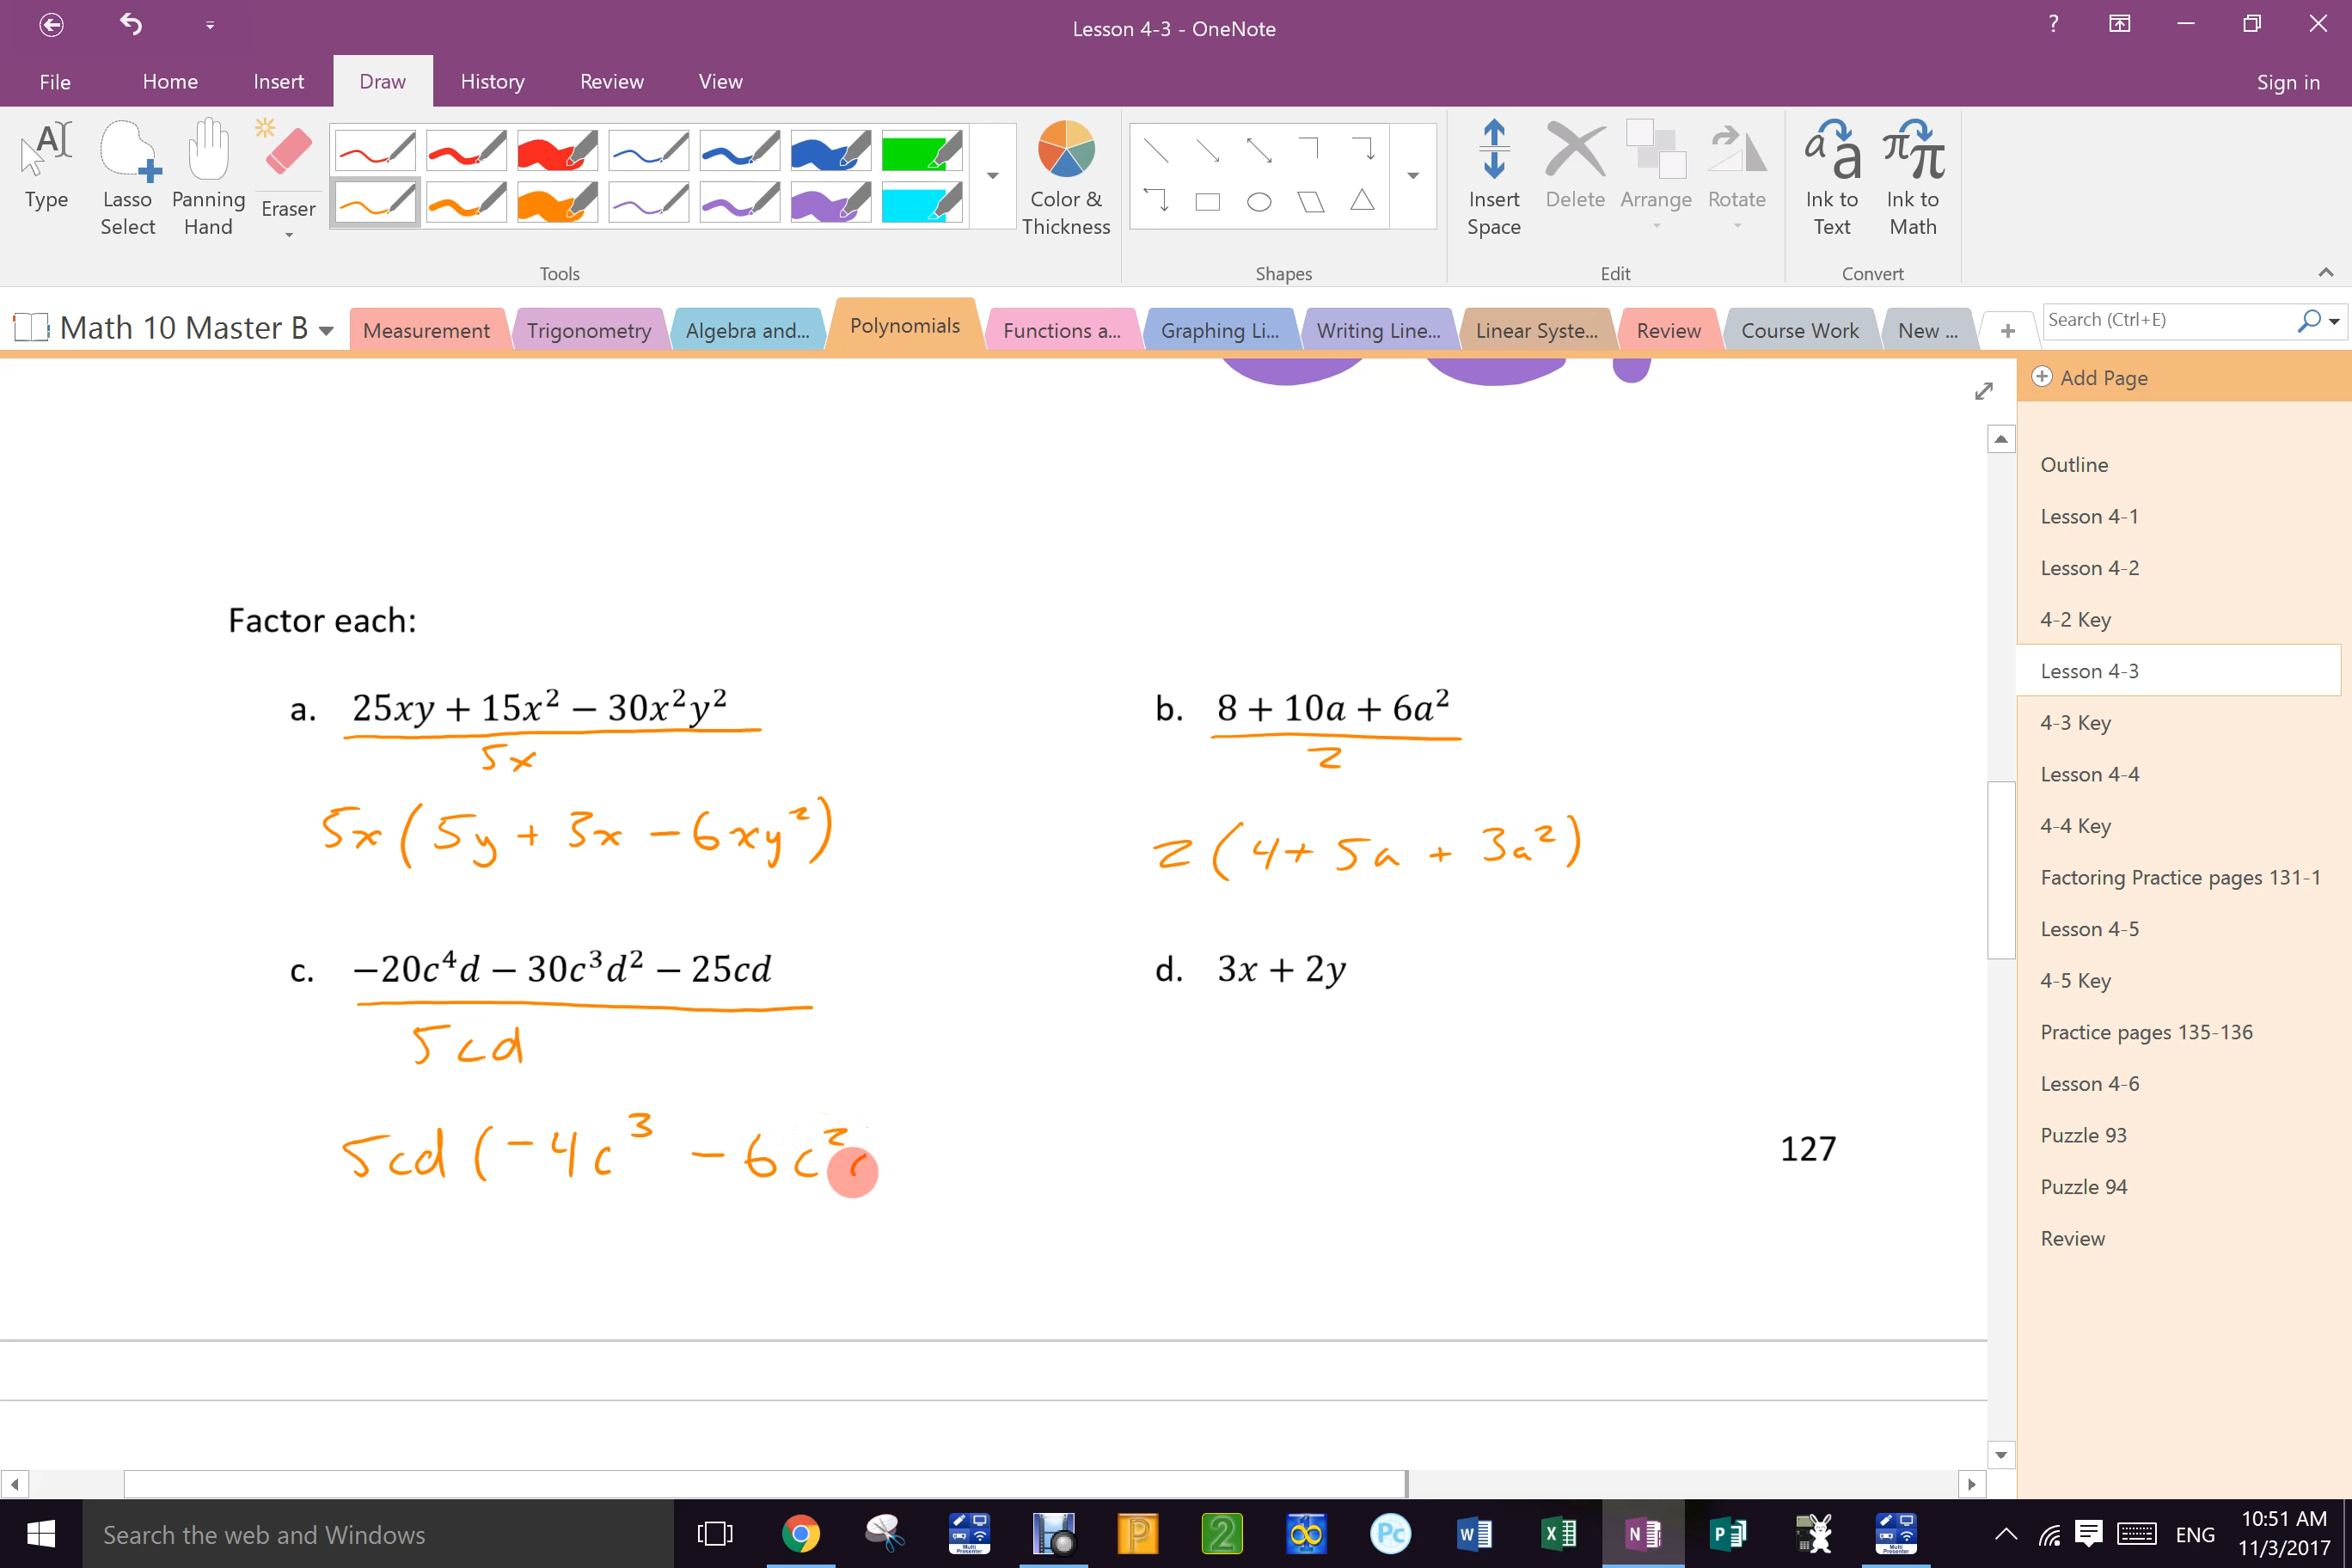 Lesson 4-3 - OneNote
?
File Home Insert Draw History Review View Sign in
Type
Lasso Select
Panning Hand
Eraser
Color & Thickness
Insert Space
Delete
Arrange
Rotate
Ink to Text
Ink to Math
Tools Shapes Edit Convert
Math 10 Master B
Measurement Trigonometry Algebra and... Polynomials Functions a... Graphing Li... Writing Line... Linear Syste... Review Course Work New ... +
Search (Ctrl+E)
Add Page
Outline
Lesson 4-1
Lesson 4-2
4-2 Key
Lesson 4-3
4-3 Key
Lesson 4-4
4-4 Key
Factoring Practice pages 131-1
Lesson 4-5
4-5 Key
Practice pages 135-136
Lesson 4-6
Puzzle 93
Puzzle 94
Review
Factor each:
a. 25xy + 15x² − 30x²y²
5x
5x(5y + 3x − 6xy²)
b. 8 + 10a + 6a²
2
2(4 + 5a + 3a²)
c. −20c⁴d − 30c³d² − 25cd
5cd
5cd(−4c³ − 6c²
d. 3x + 2y
127
Search the web and Windows
ENG
10:51 AM
11/3/2017